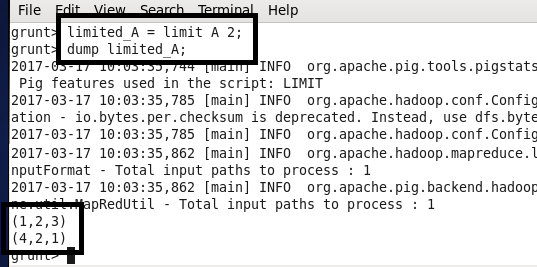 File Edit View Search Terminal Help
grunt> limited_A = limit A 2;
grunt> dump limited_A;
2017-03-17 10:03:35,744 [main] INFO org.apache.pig.tools.pigstats
Pig features used in the script: LIMIT
2017-03-17 10:03:35,785 [main] INFO org.apache.hadoop.conf.Config
ation - io.bytes.per.checksum is deprecated. Instead, use dfs.byte
2017-03-17 10:03:35,785 [main] INFO org.apache.hadoop.conf.Config
2017-03-17 10:03:35,862 [main] INFO org.apache.hadoop.mapreduce.l
nputFormat - Total input paths to process : 1
2017-03-17 10:03:35,862 [main] INFO org.apache.pig.backend.hadoop
ne.util.MapRedUtil - Total input paths to process : 1
(1,2,3)
(4,2,1)
grunt>